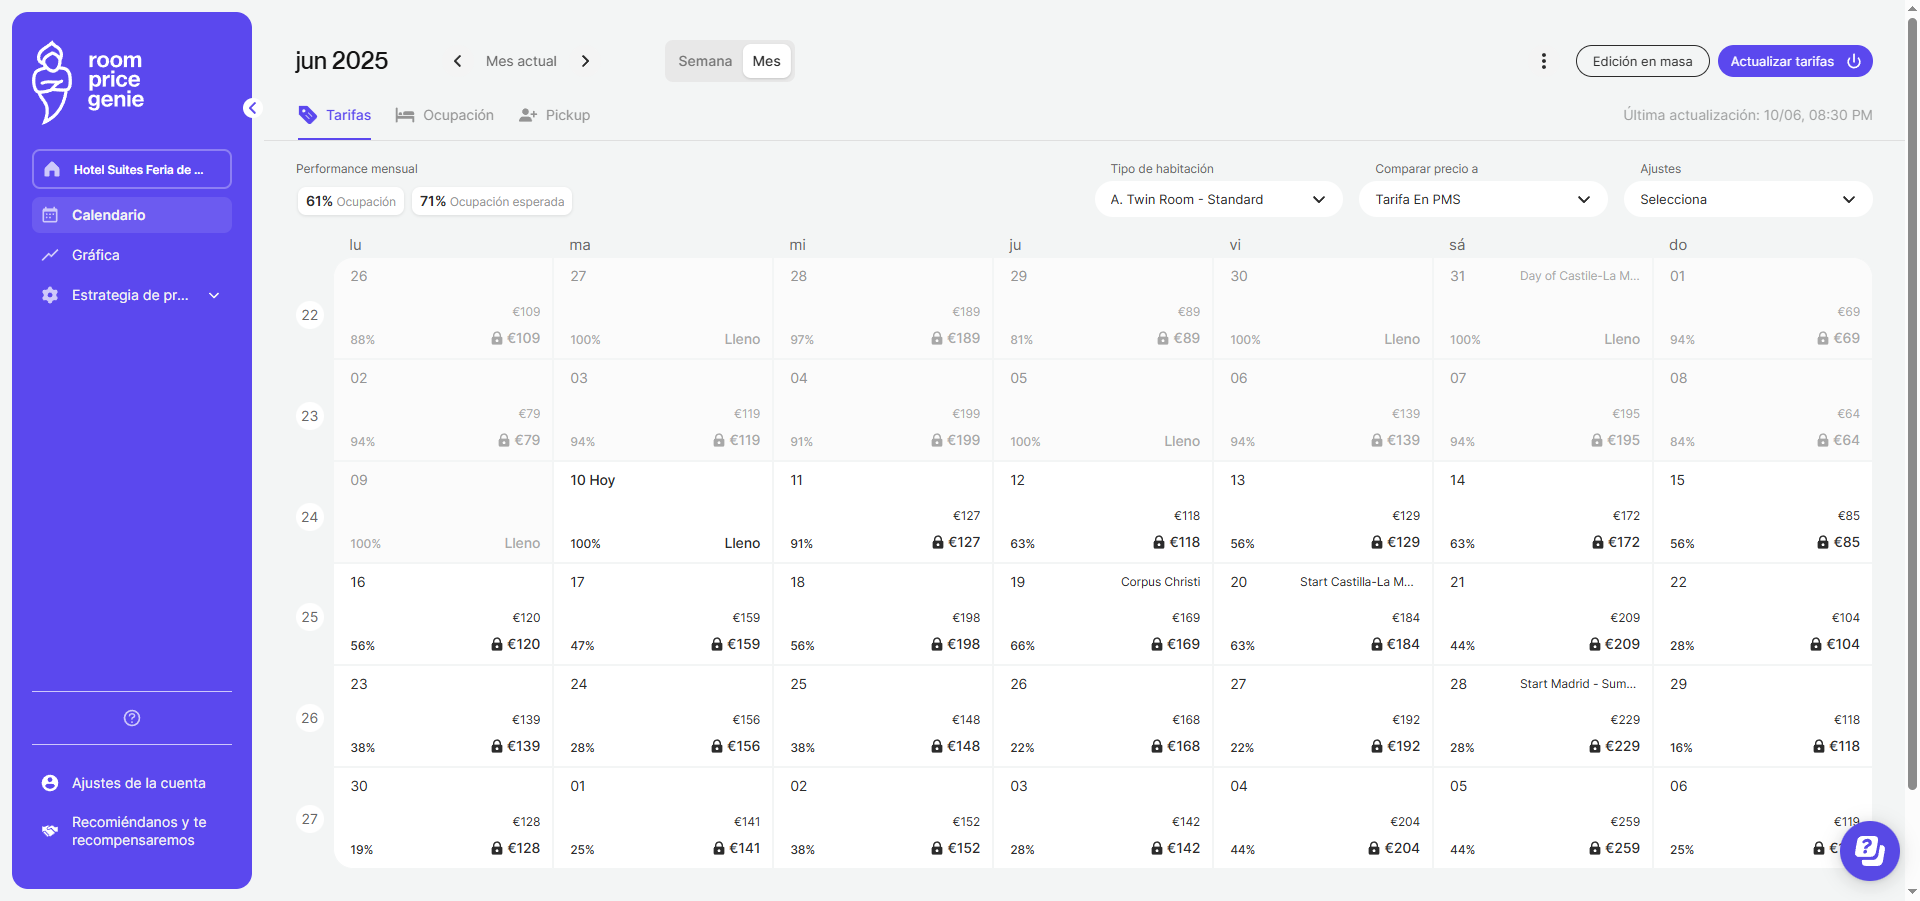 room
price
genie
Hotel Suites Feria de ...
Calendario
Gráfica
Estrategia de pr...
Ajustes de la cuenta
Recomiéndanos y te
recompensaremos
jun 2025
Mes actual
Semana Mes
Edición en masa
Actualizar tarifas
Tarifas Ocupación Pickup
Última actualización: 10/06, 08:30 PM
Performance mensual
61% Ocupación 71% Ocupación esperada
Tipo de habitación
A. Twin Room - Standard
Comparar precio a
Tarifa En PMS
Ajustes
Selecciona
lu ma mi ju vi sá do
22
26 27 28 29 30 31 Day of Castile-La M... 01
€109 €189 €89 €69
88% €109 100% Lleno 97% €189 81% €89 100% Lleno 100% Lleno 94% €69
23
02 03 04 05 06 07 08
€79 €119 €199 €139 €195 €64
94% €79 94% €119 91% €199 100% Lleno 94% €139 94% €195 84% €64
24
09 10 Hoy 11 12 13 14 15
€127 €118 €129 €172 €85
100% Lleno 100% Lleno 91% €127 63% €118 56% €129 63% €172 56% €85
25
16 17 18 19 Corpus Christi 20 Start Castilla-La M... 21 22
€120 €159 €198 €169 €184 €209 €104
56% €120 47% €159 56% €198 66% €169 63% €184 44% €209 28% €104
26
23 24 25 26 27 28 Start Madrid - Sum... 29
€139 €156 €148 €168 €192 €229 €118
38% €139 28% €156 38% €148 22% €168 22% €192 28% €229 16% €118
27
30 01 02 03 04 05 06
€128 €141 €152 €142 €204 €259 €119
19% €128 25% €141 38% €152 28% €142 44% €204 44% €259 25%